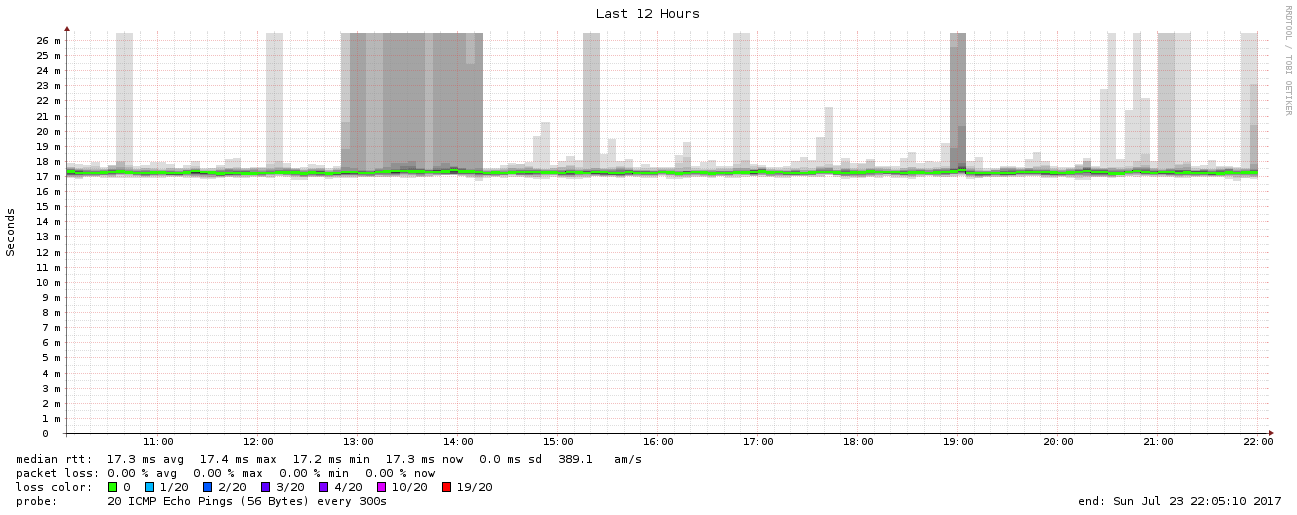 Last 12 Hours
RRDTOOL / TOBI OETIKER
26 m
25 m
24 m
23 m
22 m
21 m
20 m
19 m
18 m
17 m
16 m
15 m
14 m
13 m
12 m
11 m
10 m
9 m
8 m
7 m
6 m
5 m
4 m
3 m
2 m
1 m
0
Seconds
11:00 12:00 13:00 14:00 15:00 16:00 17:00 18:00 19:00 20:00 21:00 22:00
median rtt: 17.3 ms avg 17.4 ms max 17.2 ms min 17.3 ms now 0.0 ms sd 389.1 am/s
packet loss: 0.00 % avg 0.00 % max 0.00 % min 0.00 % now
loss color: 0 1/20 2/20 3/20 4/20 10/20 19/20
probe: 20 ICMP Echo Pings (56 Bytes) every 300s end: Sun Jul 23 22:05:10 2017